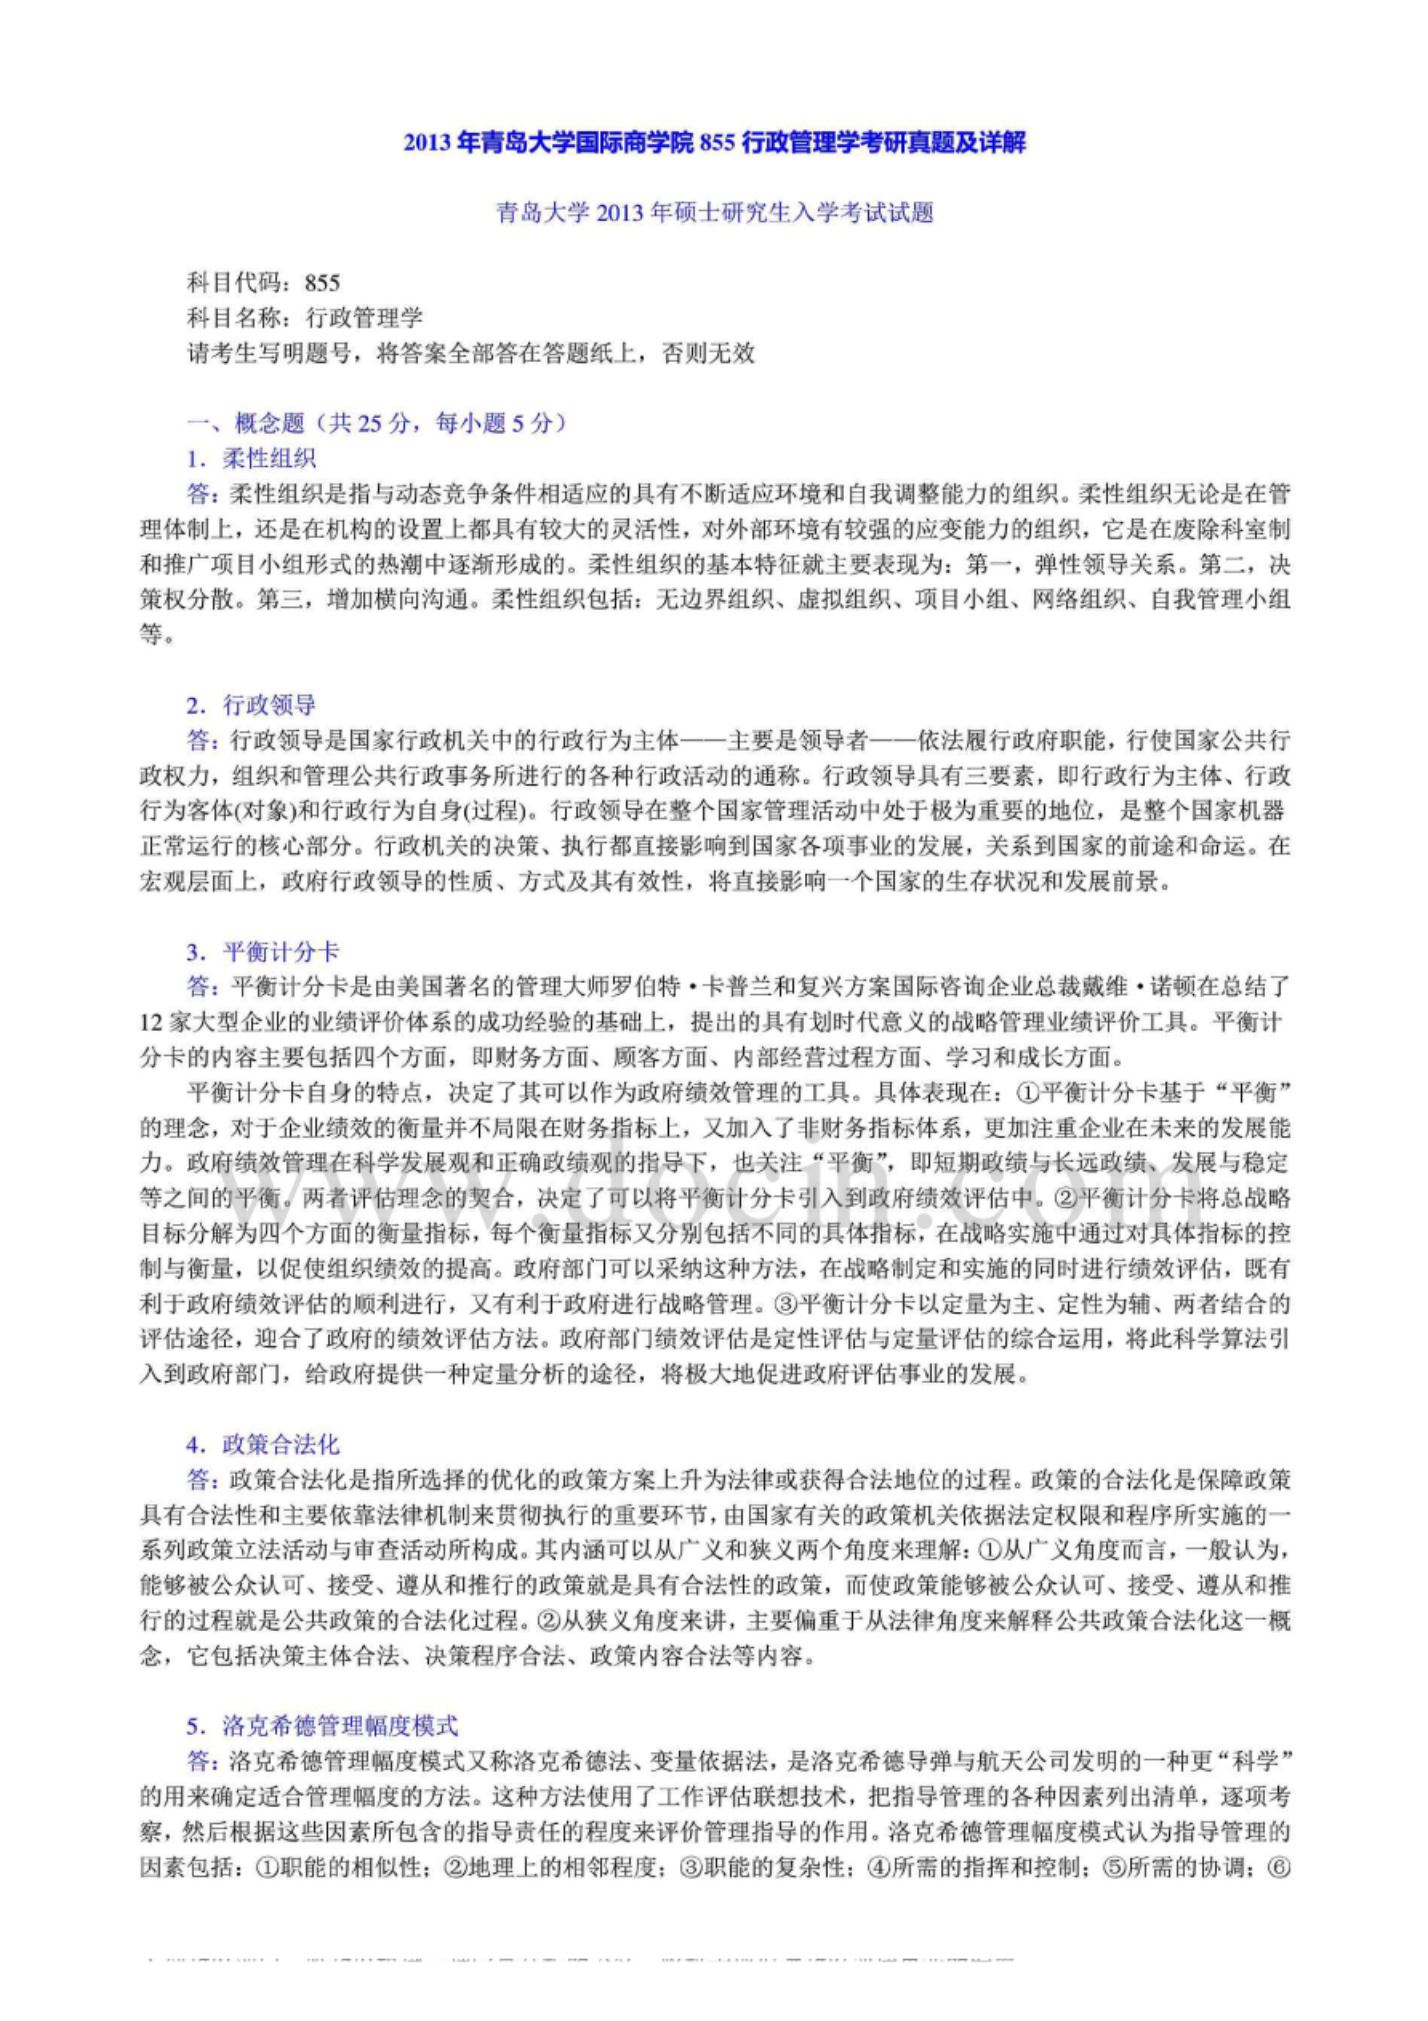 2013 年青岛大学国际商学院 855 行政管理学考研真题及详解
青岛大学 2013 年硕士研究生入学考试试题
科目代码：855
科目名称：行政管理学
请考生写明题号，将答案全部答在答题纸上，否则无效
一、概念题（共 25 分，每小题 5 分）
1．柔性组织
答：柔性组织是指与动态竞争条件相适应的具有不断适应环境和自我调整能力的组织。柔性组织无论是在管
理体制上，还是在机构的设置上都具有较大的灵活性，对外部环境有较强的应变能力的组织，它是在废除科室制
和推广项目小组形式的热潮中逐渐形成的。柔性组织的基本特征就主要表现为：第一，弹性领导关系。第二，决
策权分散。第三，增加横向沟通。柔性组织包括：无边界组织、虚拟组织、项目小组、网络组织、自我管理小组
等。
2．行政领导
答：行政领导是国家行政机关中的行政行为主体——主要是领导者——依法履行政府职能，行使国家公共行
政权力，组织和管理公共行政事务所进行的各种行政活动的通称。行政领导具有三要素，即行政行为主体、行政
行为客体(对象)和行政行为自身(过程)。行政领导在整个国家管理活动中处于极为重要的地位，是整个国家机器
正常运行的核心部分。行政机关的决策、执行都直接影响到国家各项事业的发展，关系到国家的前途和命运。在
宏观层面上，政府行政领导的性质、方式及其有效性，将直接影响一个国家的生存状况和发展前景。
3．平衡计分卡
答：平衡计分卡是由美国著名的管理大师罗伯特·卡普兰和复兴方案国际咨询企业总裁戴维·诺顿在总结了
12 家大型企业的业绩评价体系的成功经验的基础上，提出的具有划时代意义的战略管理业绩评价工具。平衡计
分卡的内容主要包括四个方面，即财务方面、顾客方面、内部经营过程方面、学习和成长方面。
平衡计分卡自身的特点，决定了其可以作为政府绩效管理的工具。具体表现在：①平衡计分卡基于“平衡”
的理念，对于企业绩效的衡量并不局限在财务指标上，又加入了非财务指标体系，更加注重企业在未来的发展能
力。政府绩效管理在科学发展观和正确政绩观的指导下，也关注“平衡”，即短期政绩与长远政绩、发展与稳定
等之间的平衡。两者评估理念的契合，决定了可以将平衡计分卡引入到政府绩效评估中。②平衡计分卡将总战略
目标分解为四个方面的衡量指标，每个衡量指标又分别包括不同的具体指标，在战略实施中通过对具体指标的控
制与衡量，以促使组织绩效的提高。政府部门可以采纳这种方法，在战略制定和实施的同时进行绩效评估，既有
利于政府绩效评估的顺利进行，又有利于政府进行战略管理。③平衡计分卡以定量为主、定性为辅、两者结合的
评估途径，迎合了政府的绩效评估方法。政府部门绩效评估是定性评估与定量评估的综合运用，将此科学算法引
入到政府部门，给政府提供一种定量分析的途径，将极大地促进政府评估事业的发展。
www.docin.com
4．政策合法化
答：政策合法化是指所选择的优化的政策方案上升为法律或获得合法地位的过程。政策的合法化是保障政策
具有合法性和主要依靠法律机制来贯彻执行的重要环节，由国家有关的政策机关依据法定权限和程序所实施的一
系列政策立法活动与审查活动所构成。其内涵可以从广义和狭义两个角度来理解：①从广义角度而言，一般认为，
能够被公众认可、接受、遵从和推行的政策就是具有合法性的政策，而使政策能够被公众认可、接受、遵从和推
行的过程就是公共政策的合法化过程。②从狭义角度来讲，主要偏重于从法律角度来解释公共政策合法化这一概
念，它包括决策主体合法、决策程序合法、政策内容合法等内容。
5．洛克希德管理幅度模式
答：洛克希德管理幅度模式又称洛克希德法、变量依据法，是洛克希德导弹与航天公司发明的一种更“科学”
的用来确定适合管理幅度的方法。这种方法使用了工作评估联想技术，把指导管理的各种因素列出清单，逐项考
察，然后根据这些因素所包含的指导责任的程度来评价管理指导的作用。洛克希德管理幅度模式认为指导管理的
因素包括：①职能的相似性；②地理上的相邻程度；③职能的复杂性；④所需的指挥和控制；⑤所需的协调；⑥